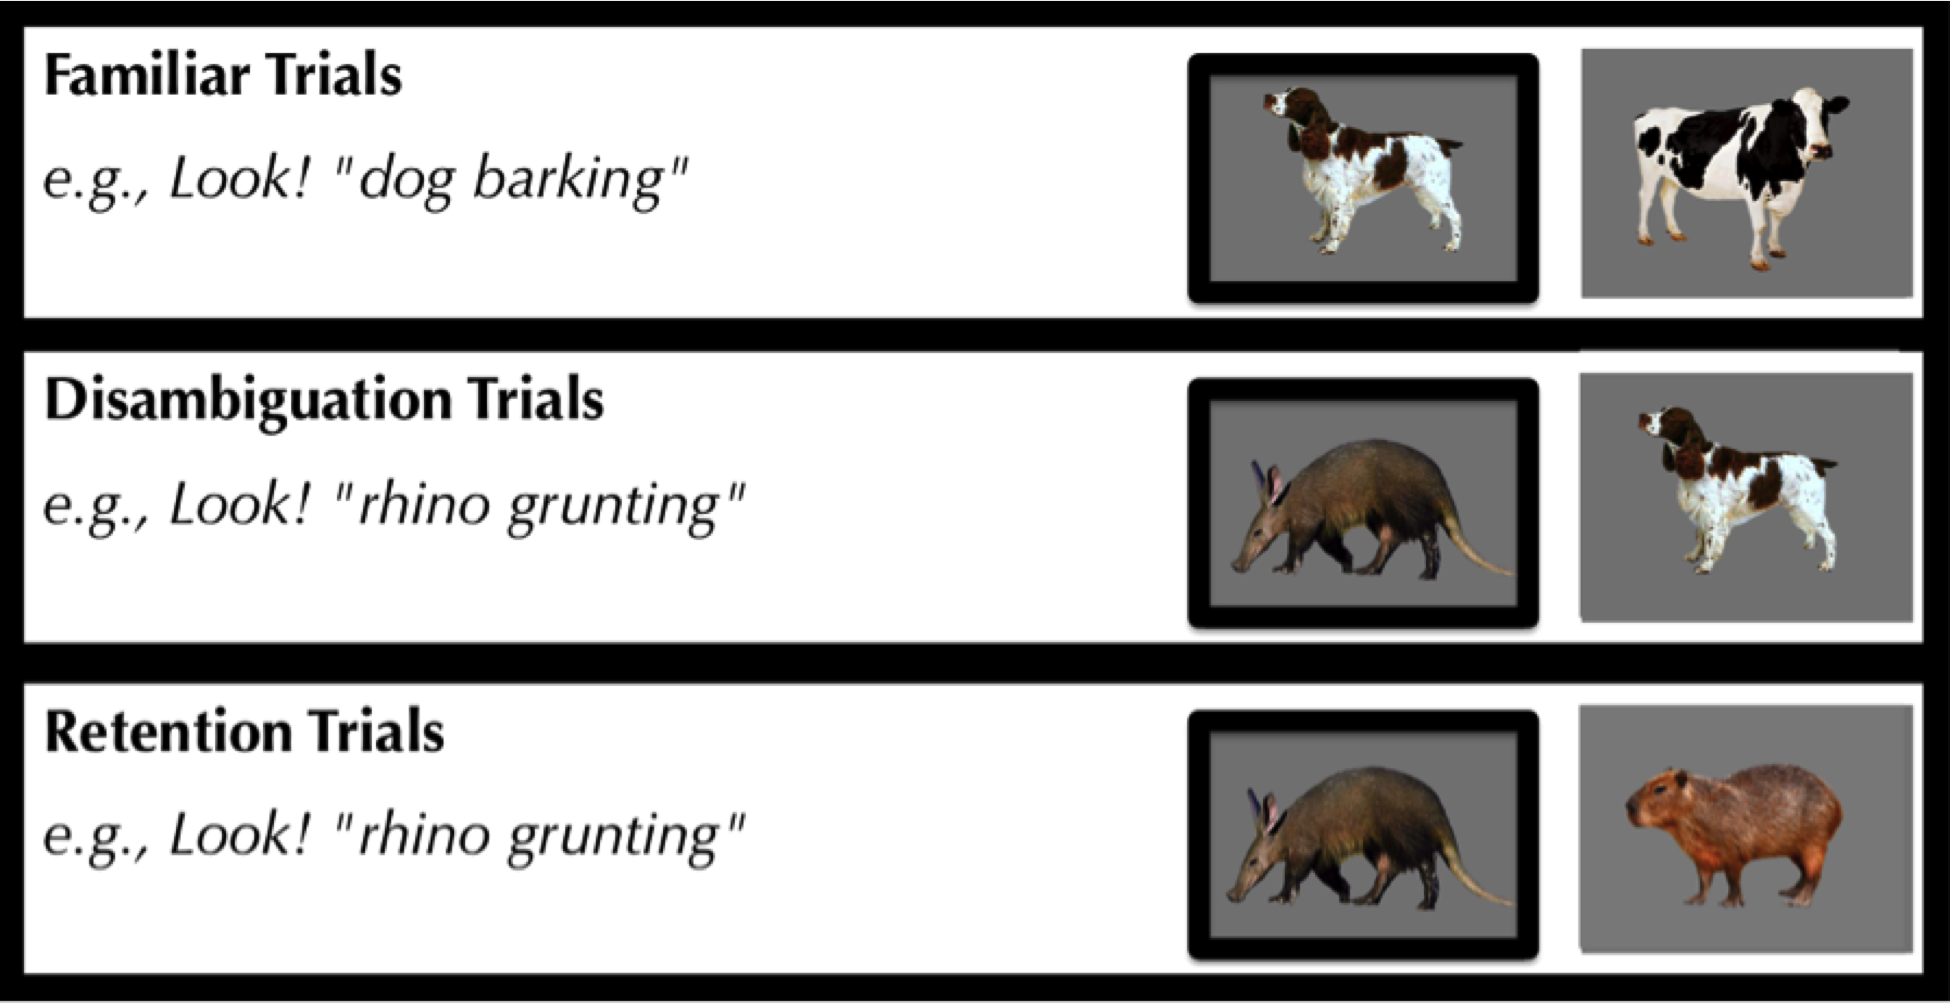 Familiar Trials
e.g., Look! "dog barking"
Disambiguation Trials
e.g., Look! "rhino grunting"
Retention Trials
e.g., Look! "rhino grunting"